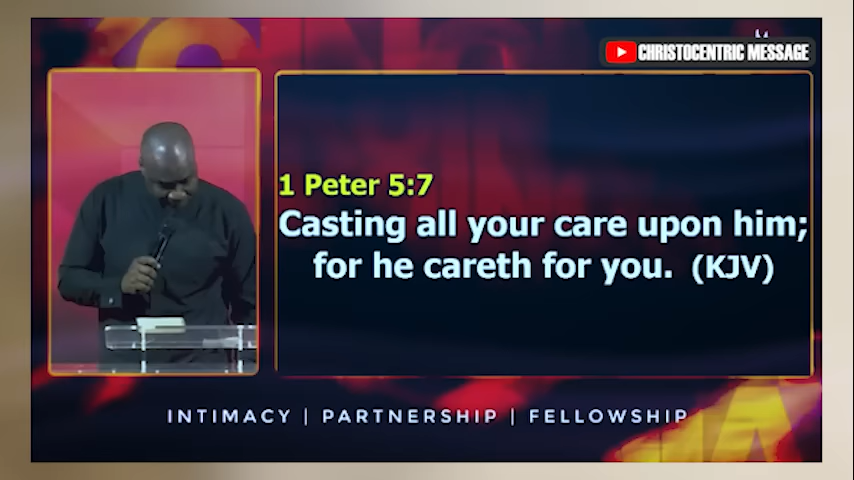 CHRISTOCENTRIC MESSAGE
1 Peter 5:7
Casting all your care upon him;
for he careth for you. (KJV)
INTIMACY | PARTNERSHIP | FELLOWSHIP